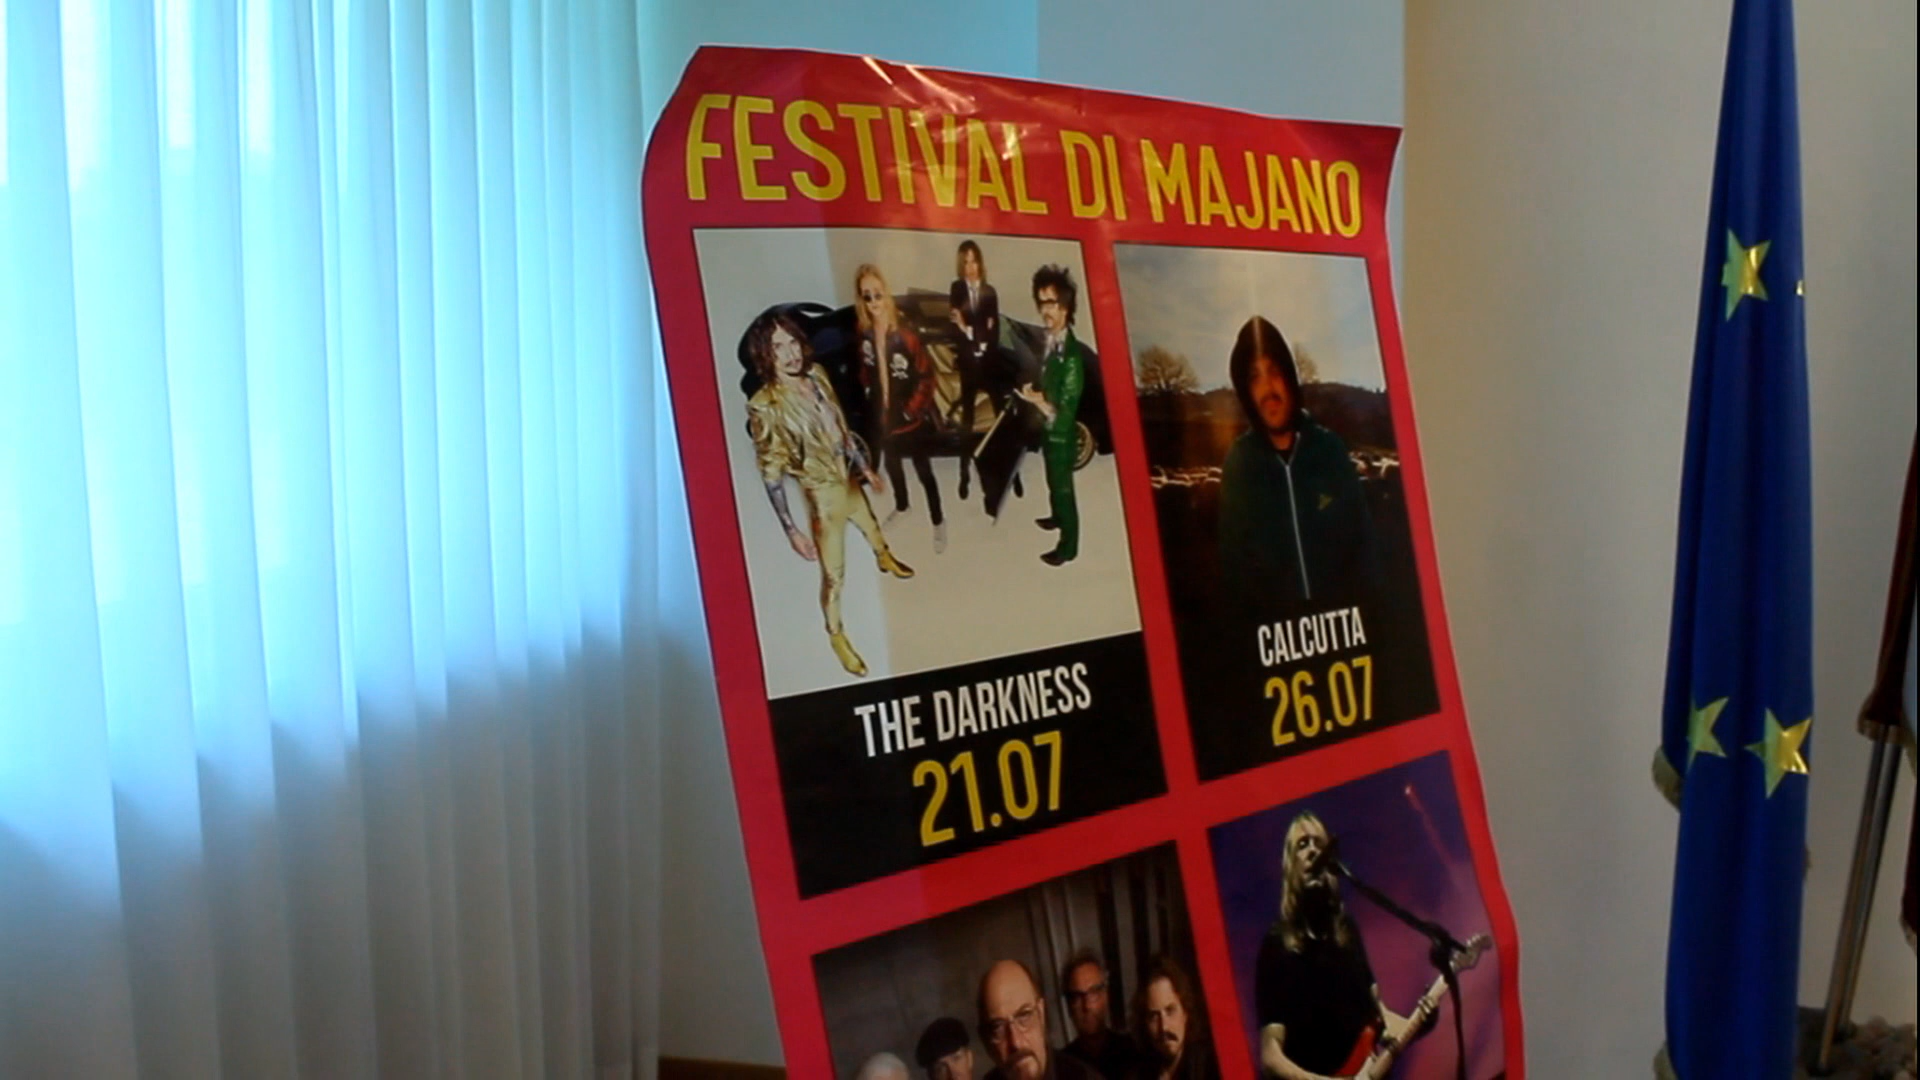 FESTIVAL DI MAJANO
THE DARKNESS
21.07
CALCUTTA
26.07